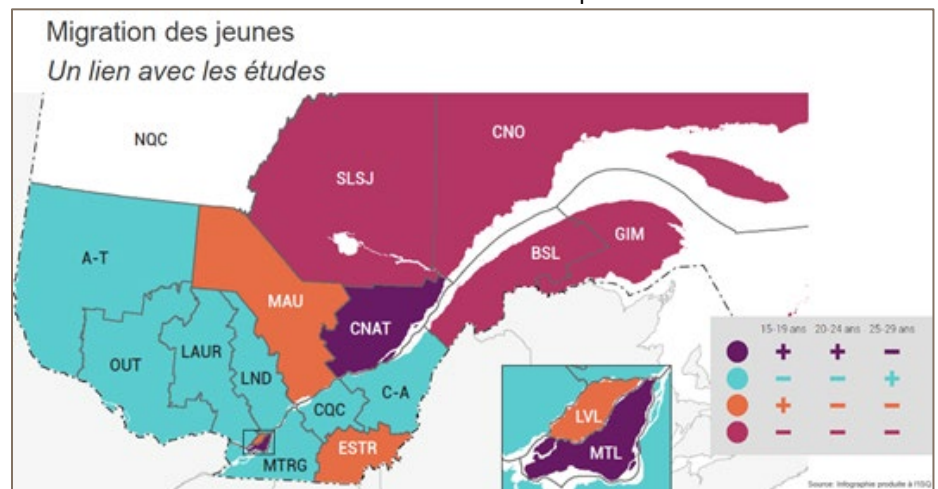 Migration des jeunes
Un lien avec les études
NQC
CNO
SLSJ
GIM
BSL
A-T
MAU
CNAT
OUT
LAUR
LND
C-A
CQC
ESTR
MTRG
LVL
MTL
15-19 ans 20-24 ans 25-29 ans
+ + −
− − +
+ − −
− − −
Source: Infographie produite à l'ISQ